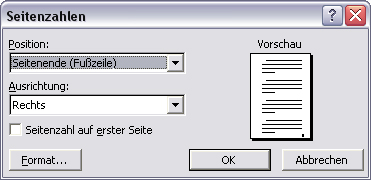 Seitenzahlen
Position:
Vorschau
Seitenende (Fußzeile)
Ausrichtung:
Rechts
Seitenzahl auf erster Seite
Format...
OK
Abbrechen